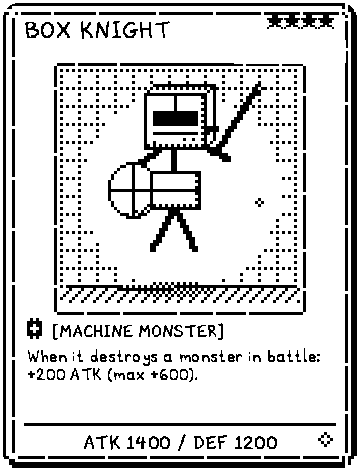 BOX KNIGHT
[MACHINE MONSTER]
When it destroys a monster in battle:
+200 ATK (max +600).
ATK 1400 / DEF 1200